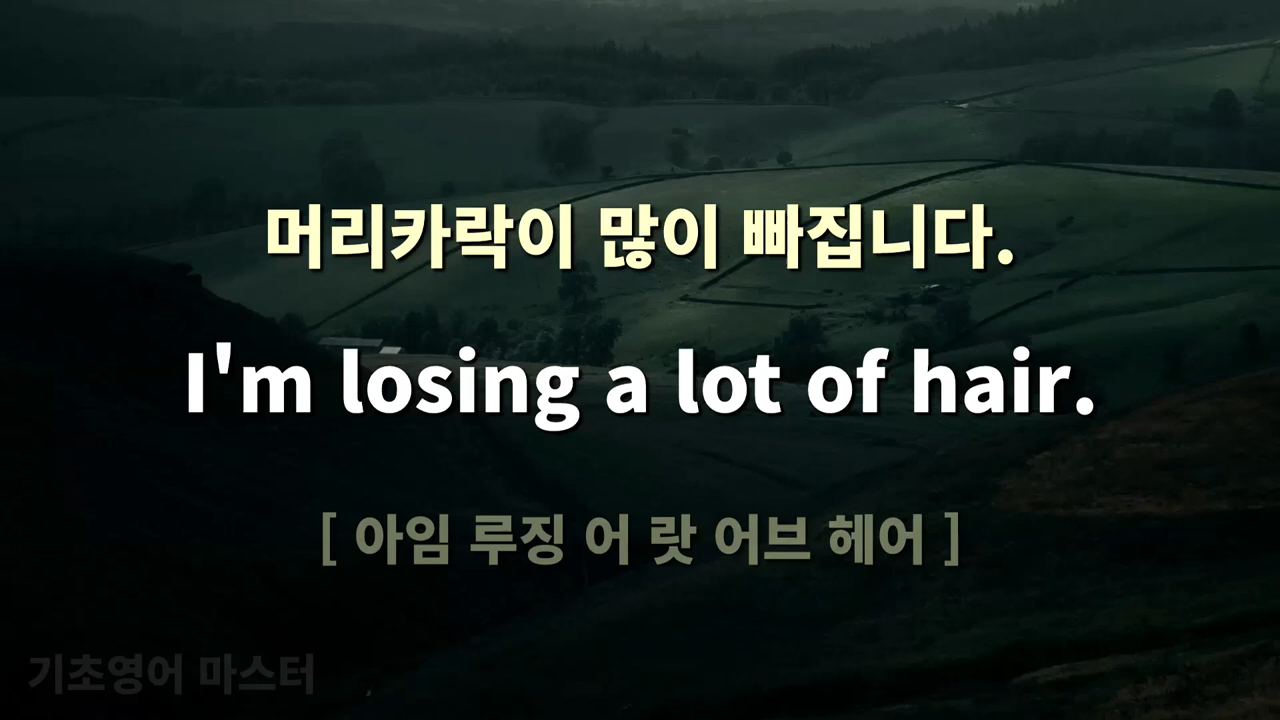 머리카락이 많이 빠집니다.
I'm losing a lot of hair.
[ 아임 루징 어 랏 어브 헤어 ]
기초영어 마스터